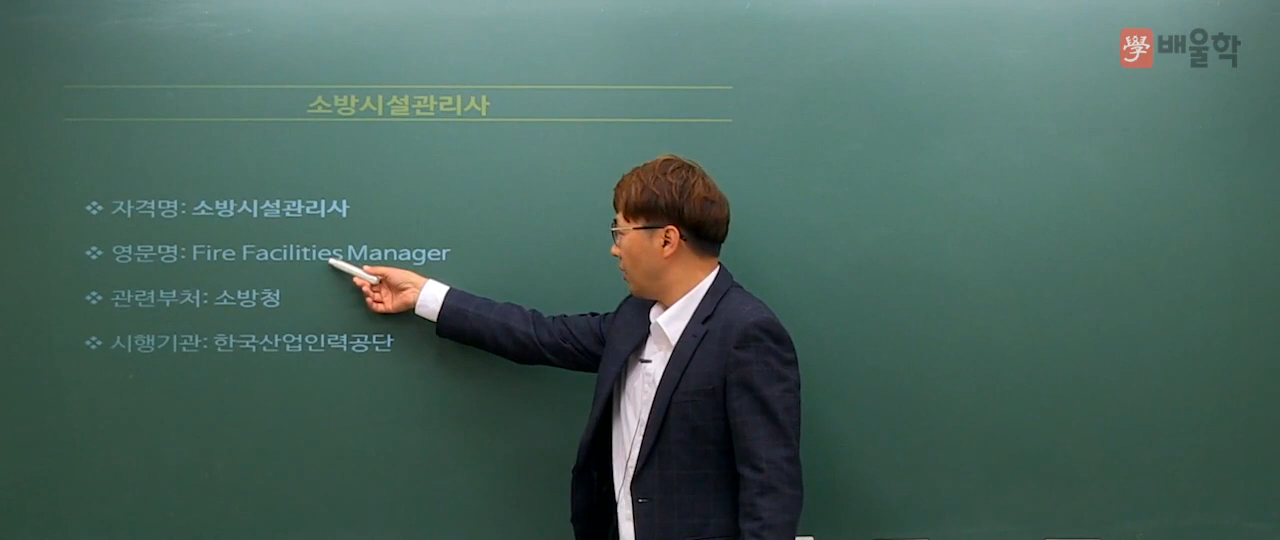 學 배울학
소방시설관리사
❖ 자격명: 소방시설관리사
❖ 영문명: Fire Facilities Manager
❖ 관련부처: 소방청
❖ 시행기관: 한국산업인력공단